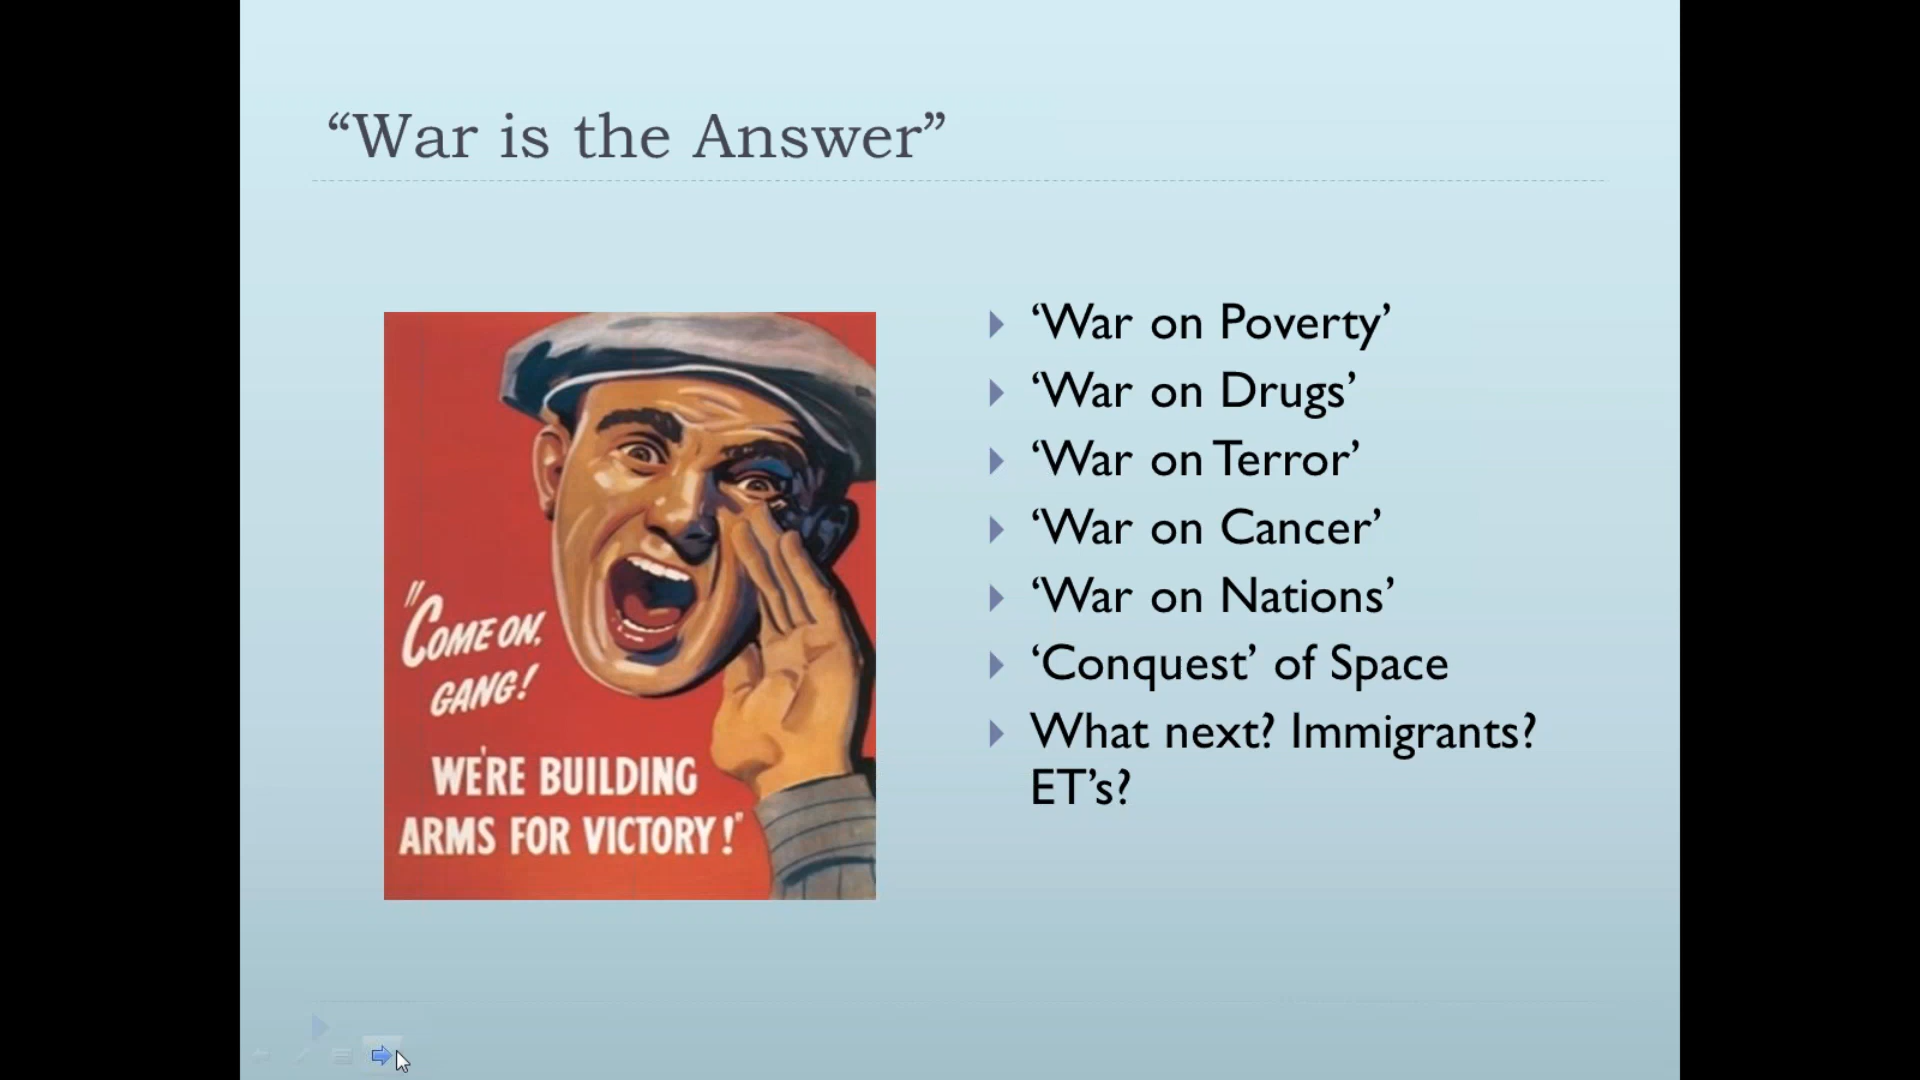 “War is the Answer”
"COME ON,
GANG!
WE'RE BUILDING
ARMS FOR VICTORY!"
‘War on Poverty’
‘War on Drugs’
‘War on Terror’
‘War on Cancer’
‘War on Nations’
‘Conquest’ of Space
What next? Immigrants?
ET’s?